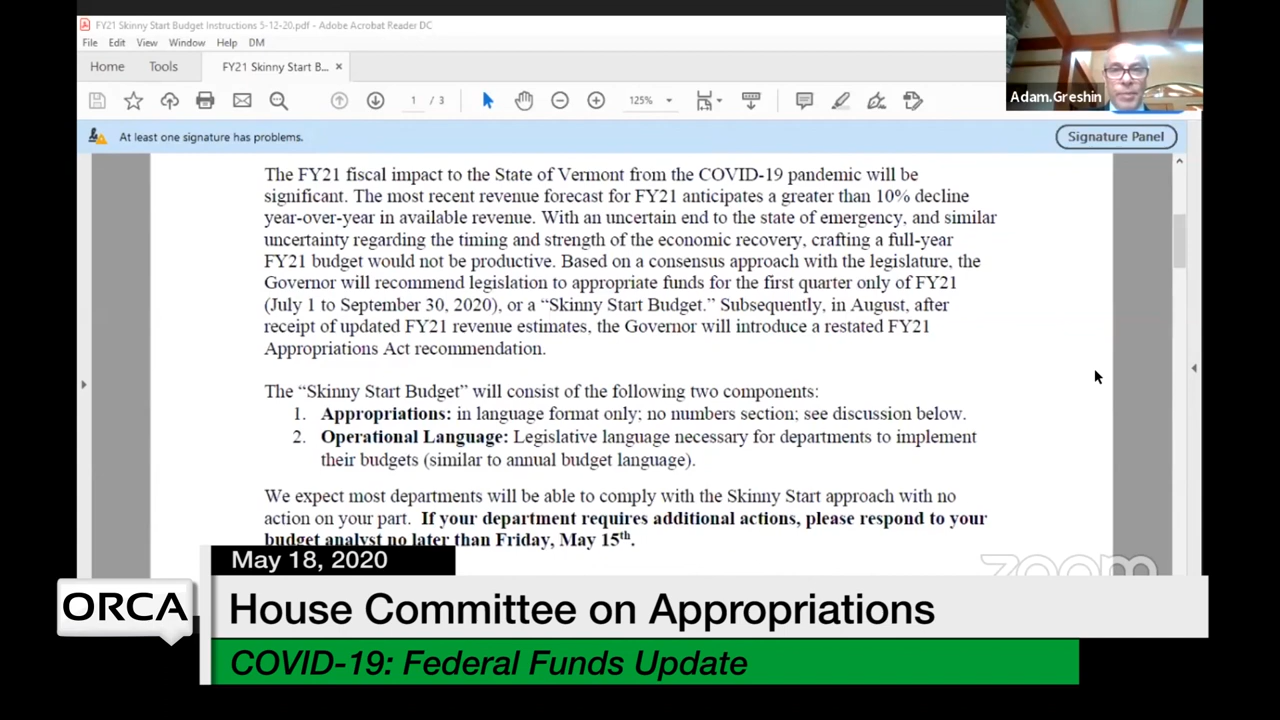 FY21 Skinny Start Budget Instructions 5-12-20.pdf - Adobe Acrobat Reader DC
File Edit View Window Help DM
Home Tools FY21 Skinny Start B... ×
1 / 3 125%
Adam.Greshin
At least one signature has problems.
Signature Panel
The FY21 fiscal impact to the State of Vermont from the COVID-19 pandemic will be
significant. The most recent revenue forecast for FY21 anticipates a greater than 10% decline
year-over-year in available revenue. With an uncertain end to the state of emergency, and similar
uncertainty regarding the timing and strength of the economic recovery, crafting a full-year
FY21 budget would not be productive. Based on a consensus approach with the legislature, the
Governor will recommend legislation to appropriate funds for the first quarter only of FY21
(July 1 to September 30, 2020), or a “Skinny Start Budget.” Subsequently, in August, after
receipt of updated FY21 revenue estimates, the Governor will introduce a restated FY21
Appropriations Act recommendation.
The “Skinny Start Budget” will consist of the following two components:
1. Appropriations: in language format only; no numbers section; see discussion below.
2. Operational Language: Legislative language necessary for departments to implement
their budgets (similar to annual budget language).
We expect most departments will be able to comply with the Skinny Start approach with no
action on your part. If your department requires additional actions, please respond to your
budget analyst no later than Friday, May 15th.
zoom
May 18, 2020
ORCA
House Committee on Appropriations
COVID-19: Federal Funds Update